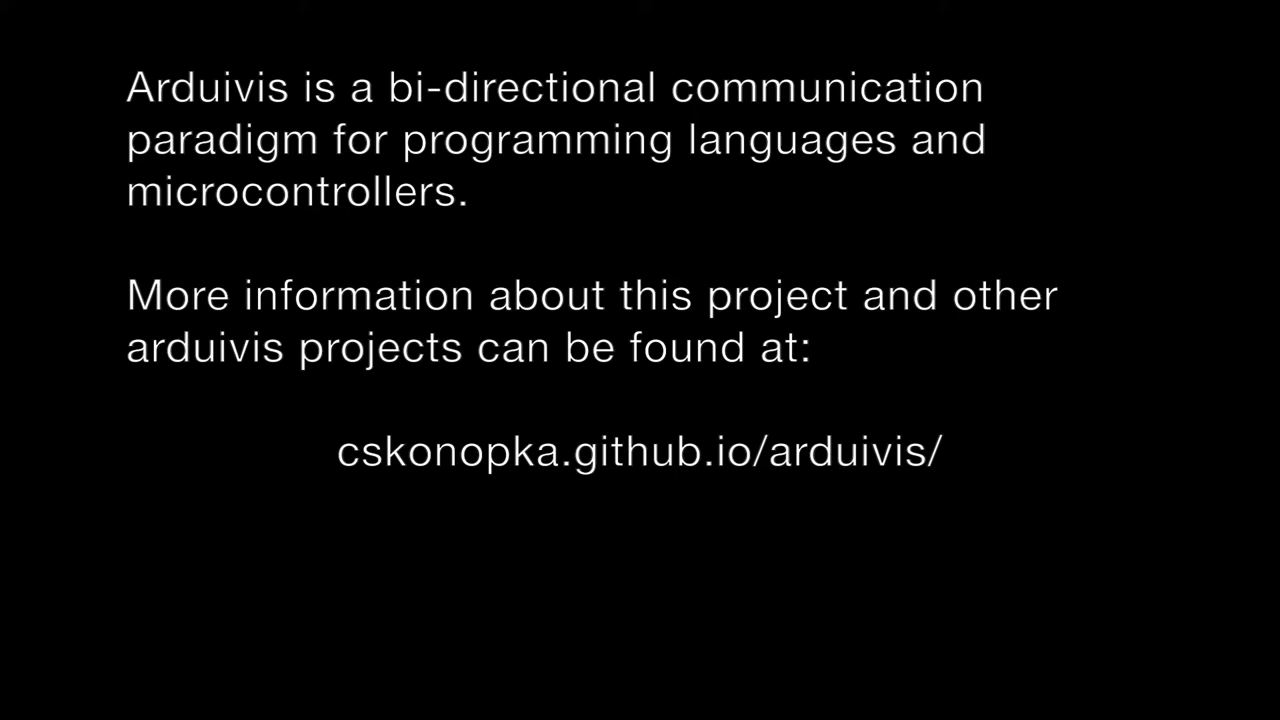 Arduivis is a bi-directional communication
paradigm for programming languages and
microcontrollers.
More information about this project and other
arduivis projects can be found at:
cskonopka.github.io/arduivis/